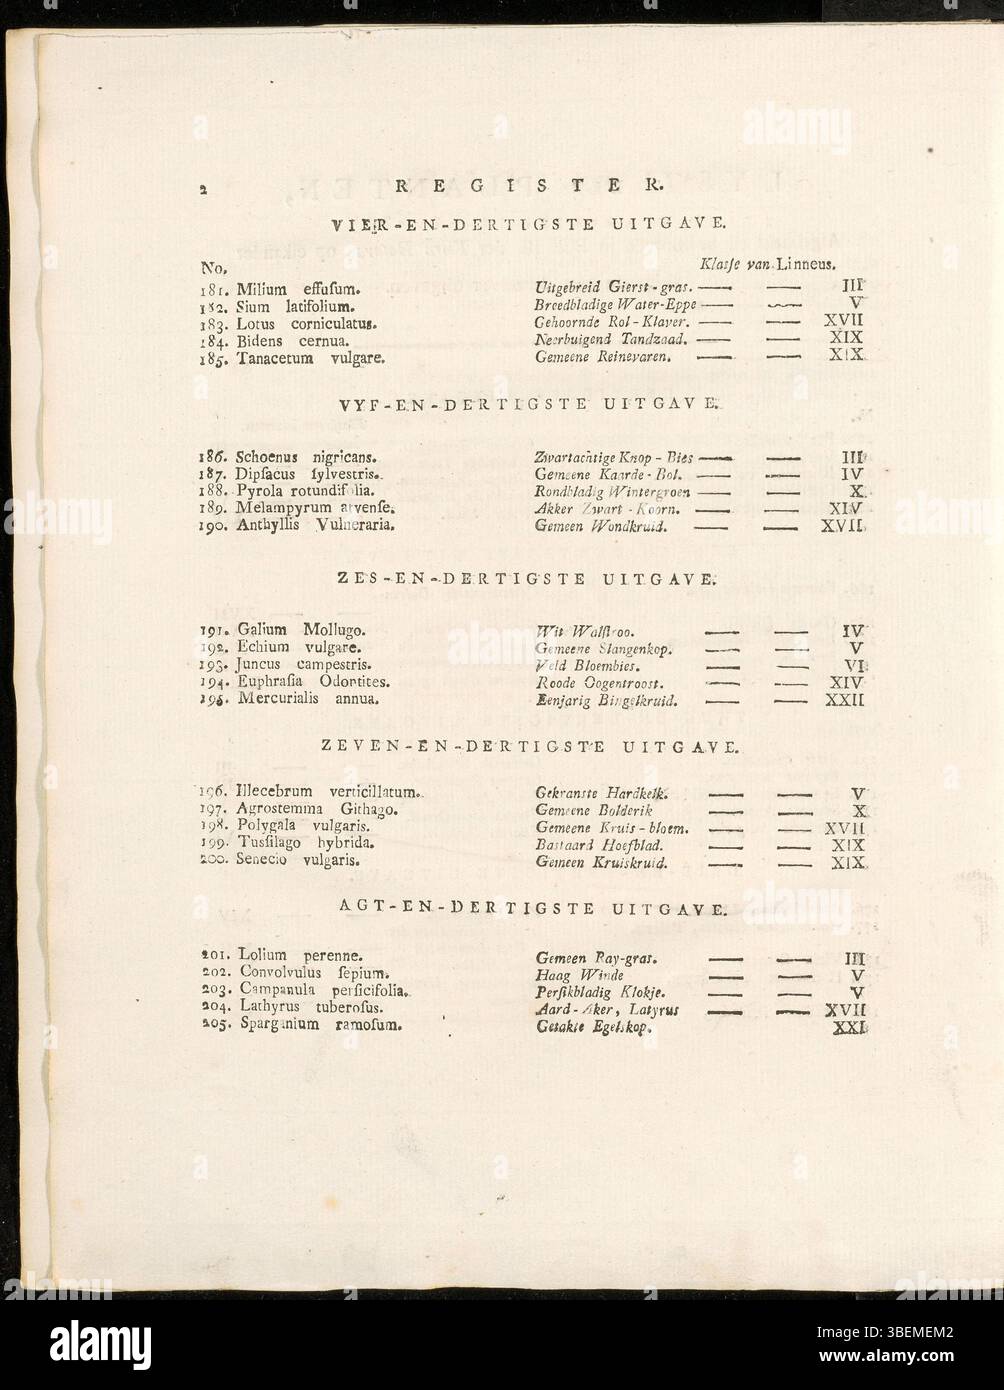 2 REGISTER.
VIER-EN-DERTIGSTE UITGAVE.
No. Klasſe van Linneus.
181. Milium effuſum. Uitgebreid Gierst-gras. — — III
182. Sium latifolium. Breedbladige Water-Eppe — — V
183. Lotus corniculatus. Gehoornde Rol-Klaver. — — XVII
184. Bidens cernua. Neerbuigend Tandzaad. — — XIX
185. Tanacetum vulgare. Gemeene Reinevaren. — — XIX
VYF-EN-DERTIGSTE UITGAVE.
186. Schoenus nigricans. Zwartachtige Knop-Bies — — III
187. Dipſacus ſylvestris. Gemeene Kaarde-Bol. — — IV
188. Pyrola rotundifolia. Rondbladig Wintergroen — — X
189. Melampyrum arvenſe. Akker Zwart-Koorn. — — XIV
190. Anthyllis Vulneraria. Gemeen Wondkruid. — — XVII
ZES-EN-DERTIGSTE UITGAVE.
191. Galium Mollugo. Wit Walſtroo. — — IV
192. Echium vulgare. Gemeene Slangenkop. — — V
193. Juncus campestris. Veld Bloembies. — — VI
194. Euphraſia Odontites. Roode Oogentroost. — — XIV
195. Mercurialis annua. Eenjarig Bingelkruid. — — XXII
ZEVEN-EN-DERTIGSTE UITGAVE.
196. Illecebrum verticillatum. Gekranste Hardkelk. — — V
197. Agrostemma Githago. Gemeene Bolderik — — X
198. Polygala vulgaris. Gemeene Kruis-bloem. — — XVII
199. Tusſilago hybrida. Bastaard Hoefblad. — — XIX
200. Senecio vulgaris. Gemeen Kruiskruid. — — XIX
AGT-EN-DERTIGSTE UITGAVE.
201. Lolium perenne. Gemeen Ray-gras. — — III
202. Convolvulus ſepium. Haag Winde — — V
203. Campanula perſicifolia. Perſikbladig Klokje. — — V
204. Lathyrus tuberoſus. Aard-Aker, Latyrus — — XVII
205. Sparganium ramoſum. Getakte Egelskop. XXI
alamy
Image ID: 3BEMEM2
www.alamy.com